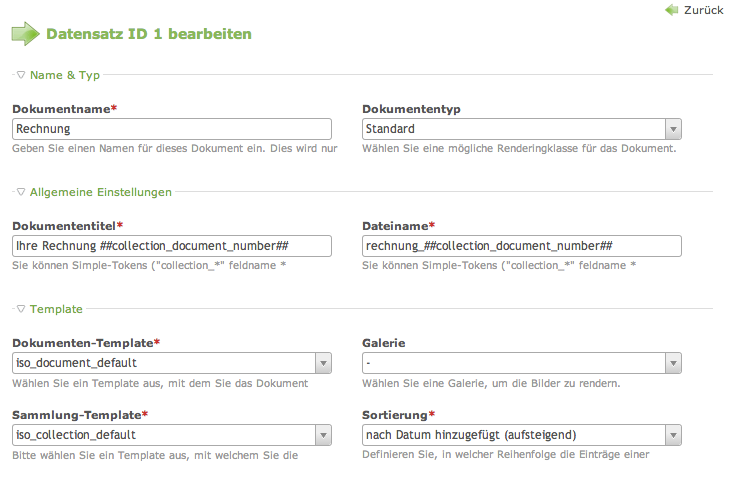 Zurück
Datensatz ID 1 bearbeiten
Name & Typ
Dokumentname* Dokumententyp
Rechnung Standard
Geben Sie einen Namen für dieses Dokument ein. Dies wird nur Wählen Sie eine mögliche Renderingklasse für das Dokument.
Allgemeine Einstellungen
Dokumententitel* Dateiname*
Ihre Rechnung ##collection_document_number## rechnung_##collection_document_number##
Sie können Simple-Tokens ("collection_*" feldname * Sie können Simple-Tokens ("collection_*" feldname *
Template
Dokumenten-Template* Galerie
iso_document_default -
Wählen Sie ein Template aus, mit dem Sie das Dokument Wählen Sie eine Galerie, um die Bilder zu rendern.
Sammlung-Template* Sortierung*
iso_collection_default nach Datum hinzugefügt (aufsteigend)
Bitte wählen Sie ein Template aus, mit welchem Sie die Definieren Sie, in welcher Reihenfolge die Einträge einer